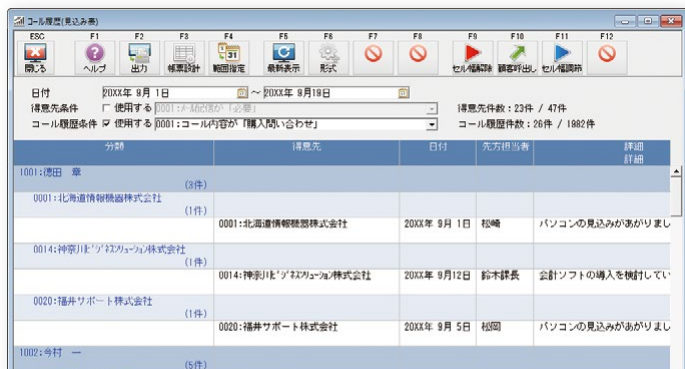 コール履歴(見込み表)
ESC F1 F2 F3 F4 F5 F6 F7 F8 F9 F10 F11 F12
閉じる ヘルプ 出力 帳票設計 範囲指定 最新表示 形式 セル幅解除 顧客呼出し セル幅調節
日付 20XX年 9月 1日 ～ 20XX年 9月19日
得意先条件 使用する 0001:メール配信が「必要」 得意先件数:23件 / 47件
コール履歴条件 使用する 0001:コール内容が「購入問い合わせ」 コール履歴件数:26件 / 1982件
分類 得意先 日付 先方担当者 詳細
詳細
1001:徳田 章
(3件)
0001:北海道情報機器株式会社
(1件)
0001:北海道情報機器株式会社 20XX年 9月 1日 松崎 パソコンの見込みがあがりまし
0014:神奈川ビジネスソリューション株式会社
(1件)
0014:神奈川ビジネスソリューション株式会社 20XX年 9月12日 鈴木課長 会計ソフトの導入を検討してい
0020:福井サポート株式会社
(1件)
0020:福井サポート株式会社 20XX年 9月 5日 松岡 パソコンの見込みがあがりまし
1002:今村 一
(5件)